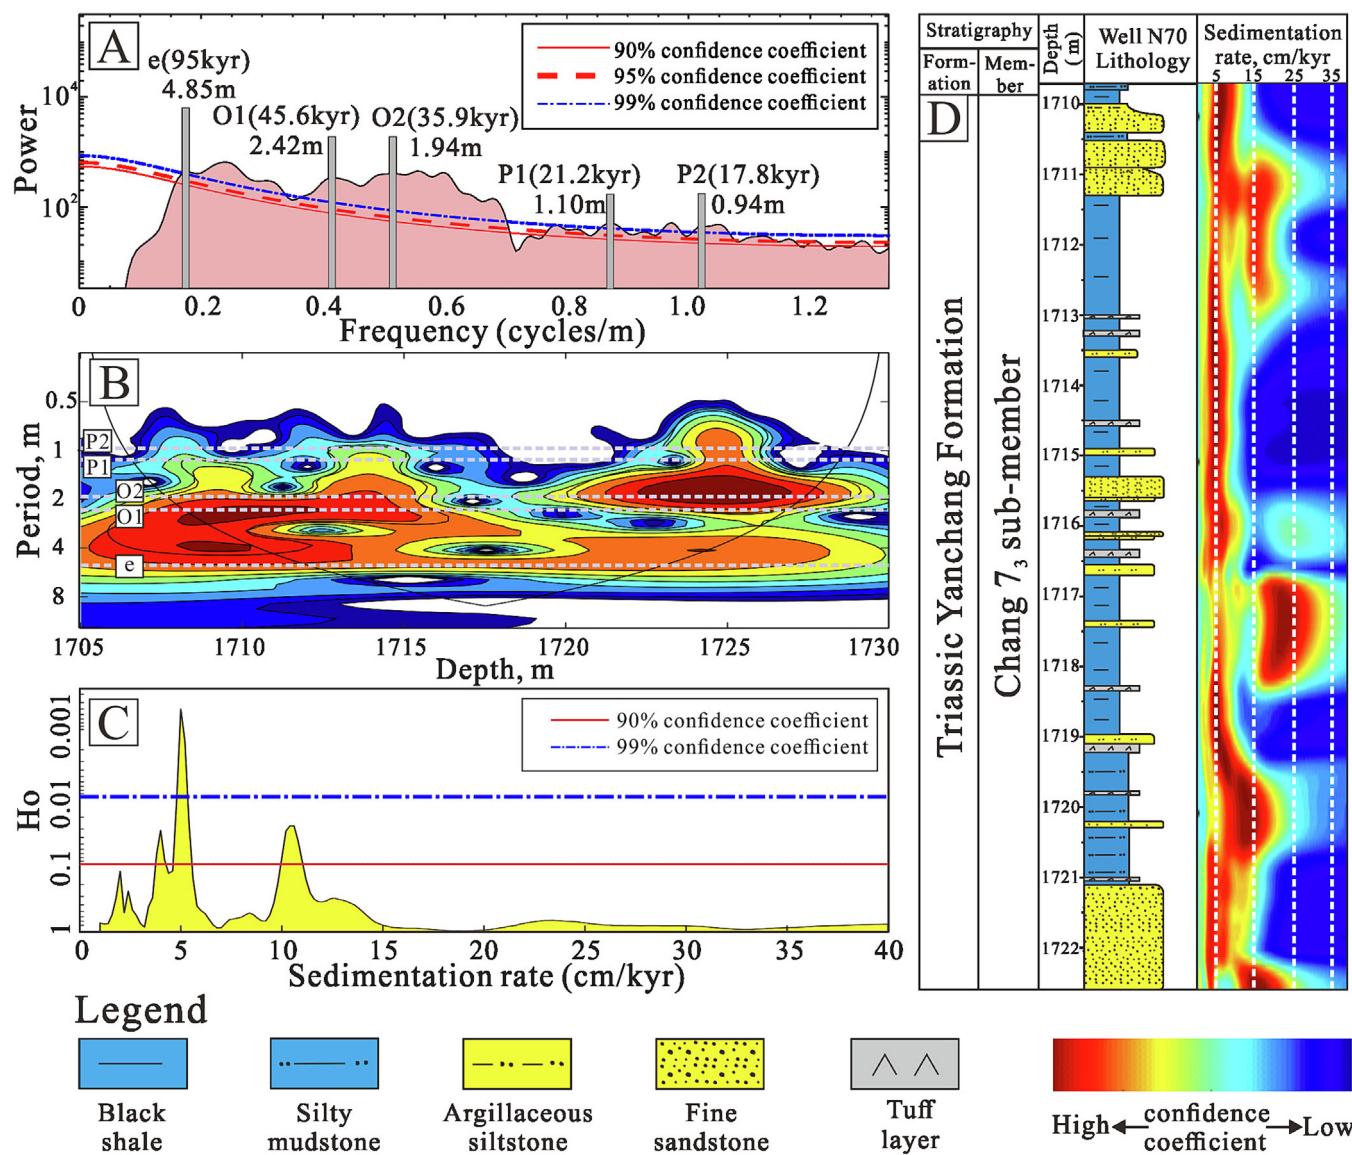 A
90% confidence coefficient
95% confidence coefficient
99% confidence coefficient
e(95kyr)
4.85m
O1(45.6kyr)
2.42m
O2(35.9kyr)
1.94m
P1(21.2kyr)
1.10m
P2(17.8kyr)
0.94m
Power
10⁴
10²
0 0.2 0.4 0.6 0.8 1.0 1.2
Frequency (cycles/m)
B
Period, m
0.5
1
2
4
8
P2
P1
O2
O1
e
1705 1710 1715 1720 1725 1730
Depth, m
C
90% confidence coefficient
99% confidence coefficient
Ho
0.001
0.01
0.1
1
0 5 10 15 20 25 30 35 40
Sedimentation rate (cm/kyr)
Stratigraphy
Form-
ation
Mem-
ber
Depth
(m)
Well N70
Lithology
Sedimentation
rate, cm/kyr
5 15 25 35
D
Triassic Yanchang Formation
Chang 7₃ sub-member
1710
1711
1712
1713
1714
1715
1716
1717
1718
1719
1720
1721
1722
Legend
Black
shale
Silty
mudstone
Argillaceous
siltstone
Fine
sandstone
Tuff
layer
High confidence Low
coefficient